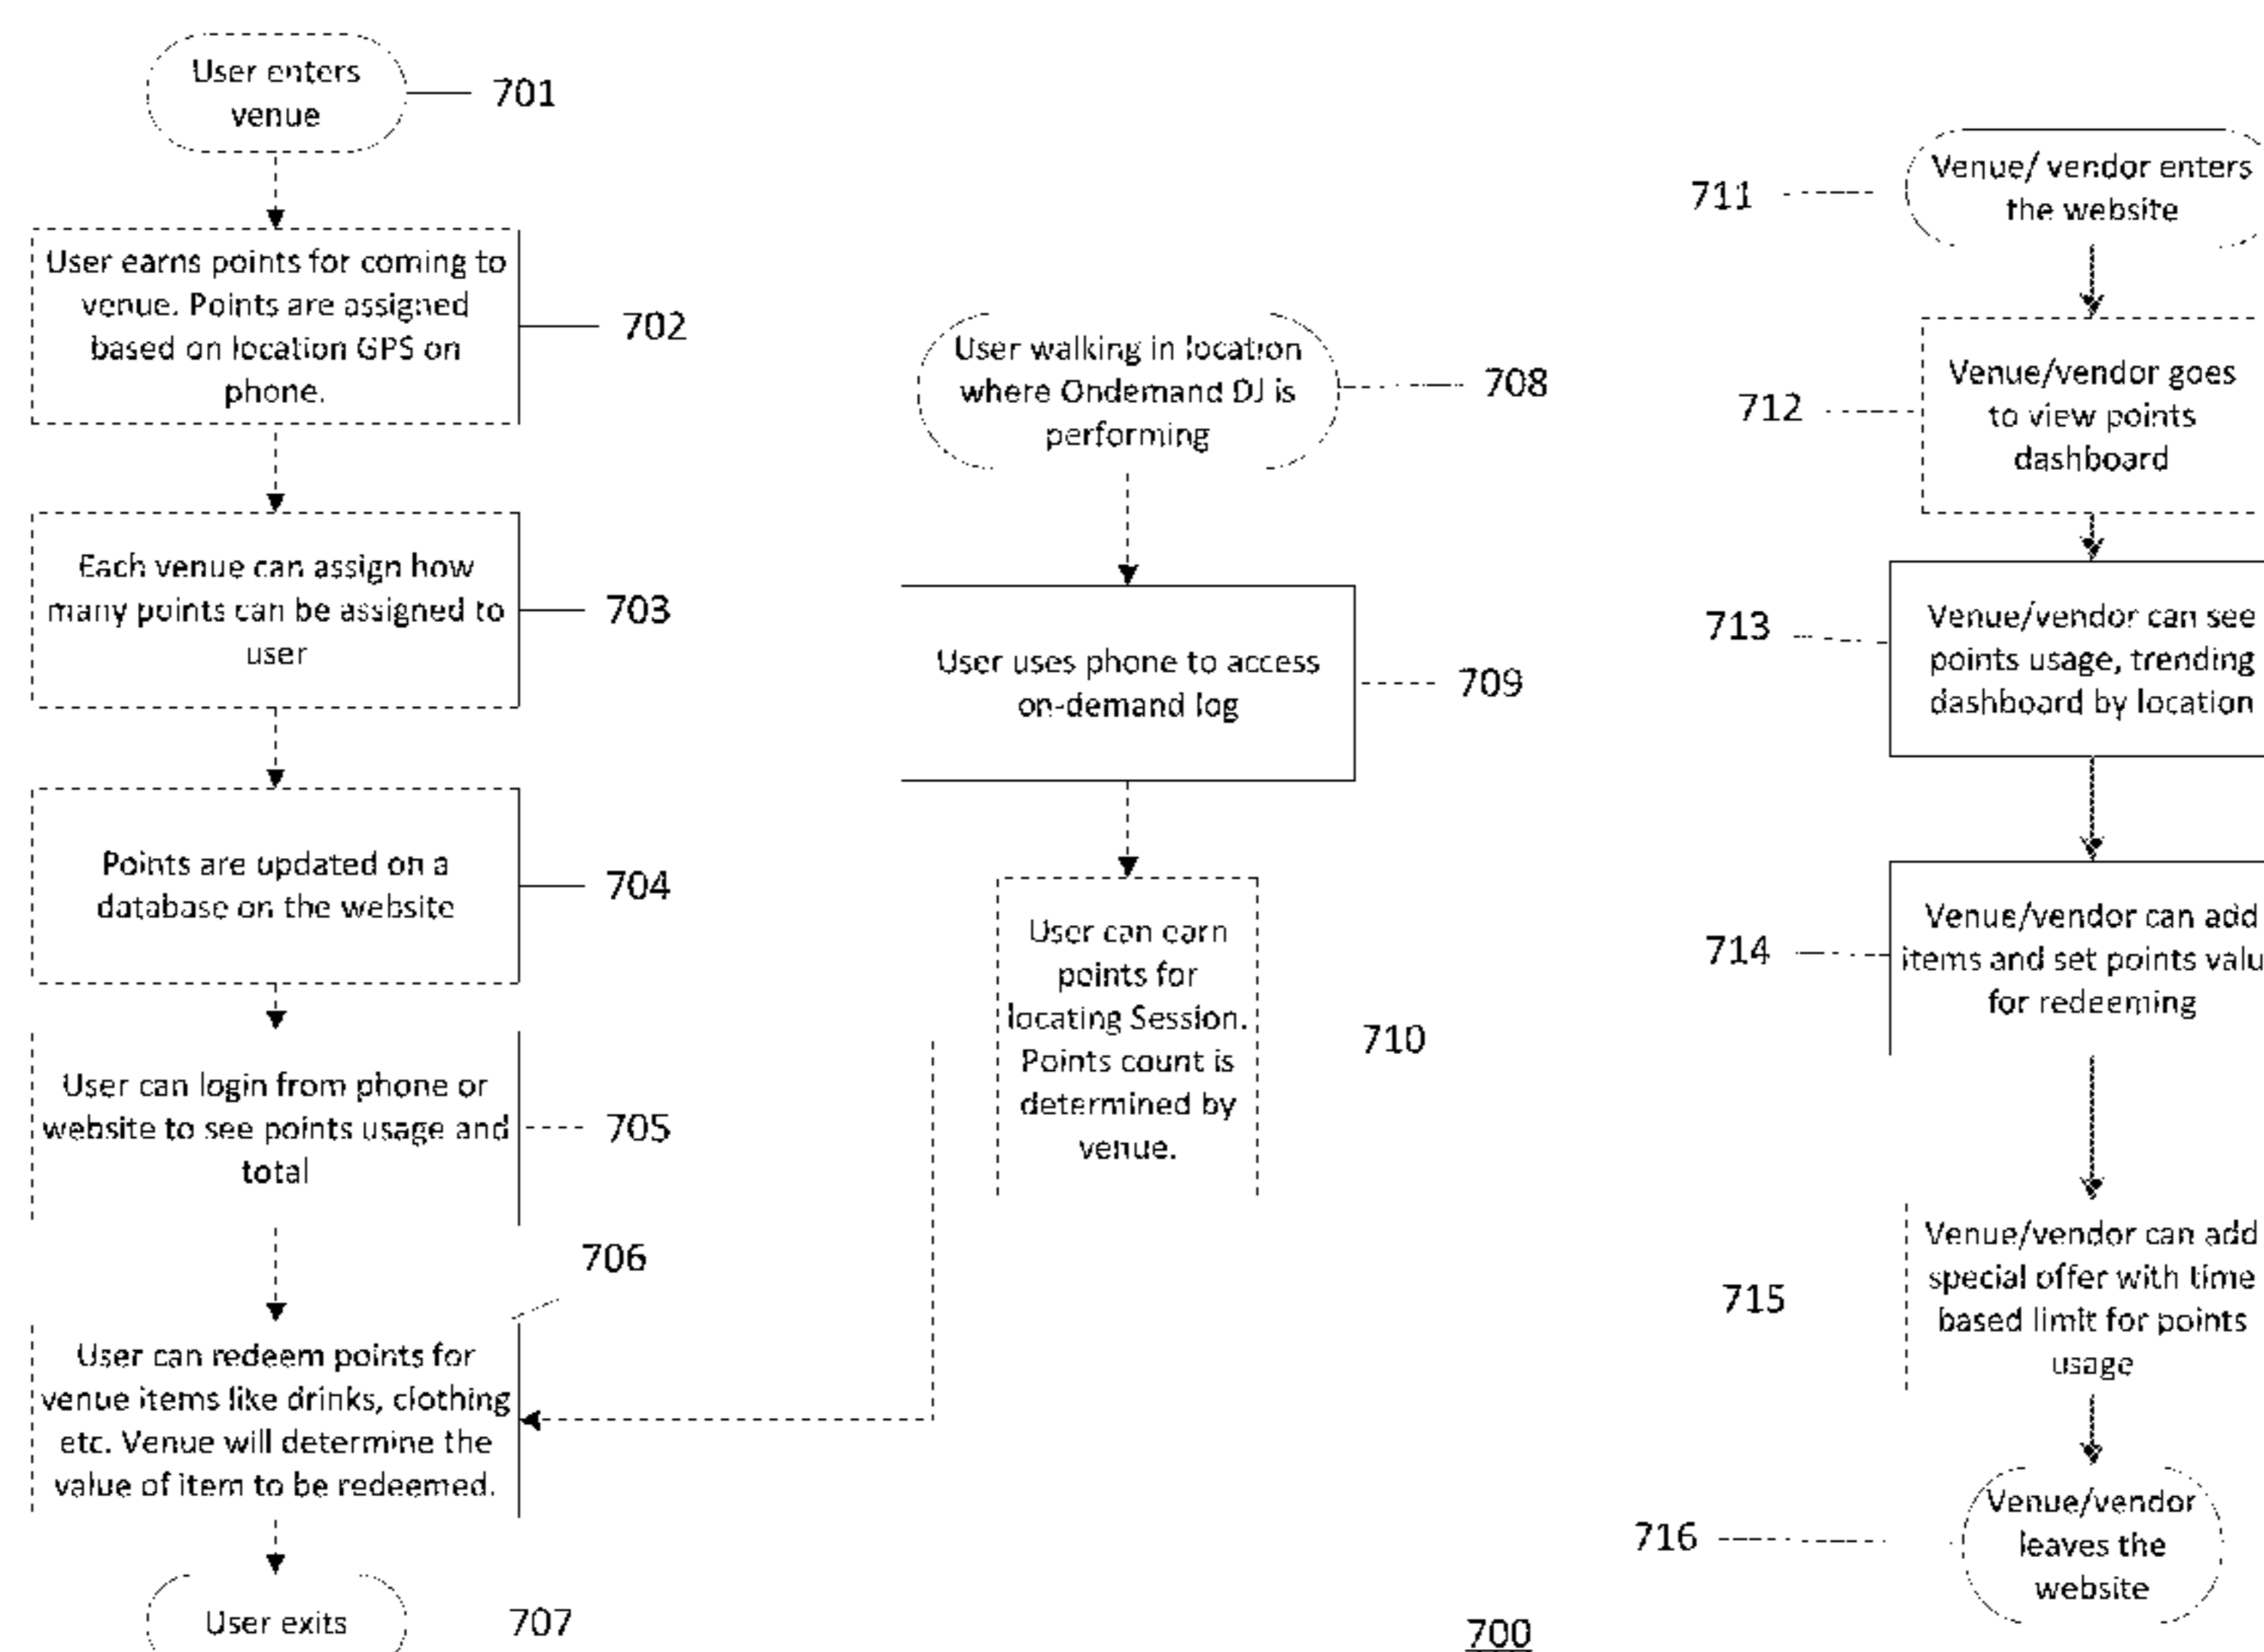 User enters
venue
701
User earns points for coming to
venue. Points are assigned
based on location GPS on
phone.
702
Each venue can assign how
many points can be assigned to
user
703
Points are updated on a
database on the website
704
User can login from phone or
website to see points usage and
total
705
706
User can redeem points for
venue items like drinks, clothing
etc. Venue will determine the
value of item to be redeemed.
User exits
707
User walking in location
where Ondemand DJ is
performing
708
User uses phone to access
on-demand log
709
User can earn
points for
locating Session.
Points count is
determined by
venue.
710
711
Venue/ vendor enters
the website
712
Venue/vendor goes
to view points
dashboard
713
Venue/vendor can see
points usage, trending
dashboard by location
714
Venue/vendor can add
items and set points valu
for redeeming
715
Venue/vendor can add
special offer with time
based limit for points
usage
716
Venue/vendor
leaves the
website
700